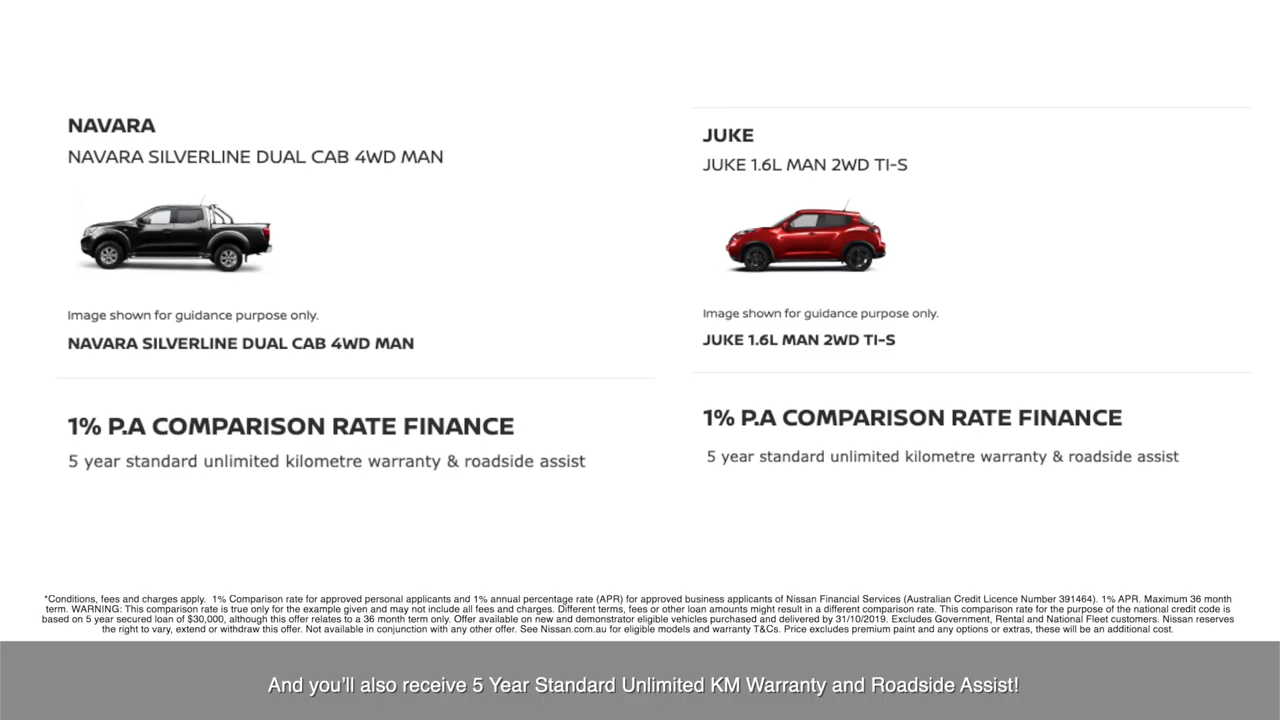 NAVARA
NAVARA SILVERLINE DUAL CAB 4WD MAN
Image shown for guidance purpose only.
NAVARA SILVERLINE DUAL CAB 4WD MAN
1% P.A COMPARISON RATE FINANCE
5 year standard unlimited kilometre warranty & roadside assist
JUKE
JUKE 1.6L MAN 2WD TI-S
Image shown for guidance purpose only.
JUKE 1.6L MAN 2WD TI-S
1% P.A COMPARISON RATE FINANCE
5 year standard unlimited kilometre warranty & roadside assist
*Conditions, fees and charges apply. 1% Comparison rate for approved personal applicants and 1% annual percentage rate (APR) for approved business applicants of Nissan Financial Services (Australian Credit Licence Number 391464). 1% APR. Maximum 36 month
term. WARNING: This comparison rate is true only for the example given and may not include all fees and charges. Different terms, fees or other loan amounts might result in a different comparison rate. This comparison rate for the purpose of the national credit code is
based on 5 year secured loan of $30,000, although this offer relates to a 36 month term only. Offer available on new and demonstrator eligible vehicles purchased and delivered by 31/10/2019. Excludes Government, Rental and National Fleet customers. Nissan reserves
the right to vary, extend or withdraw this offer. Not available in conjunction with any other offer. See Nissan.com.au for eligible models and warranty T&Cs. Price excludes premium paint and any options or extras, these will be an additional cost.
And you'll also receive 5 Year Standard Unlimited KM Warranty and Roadside Assist!